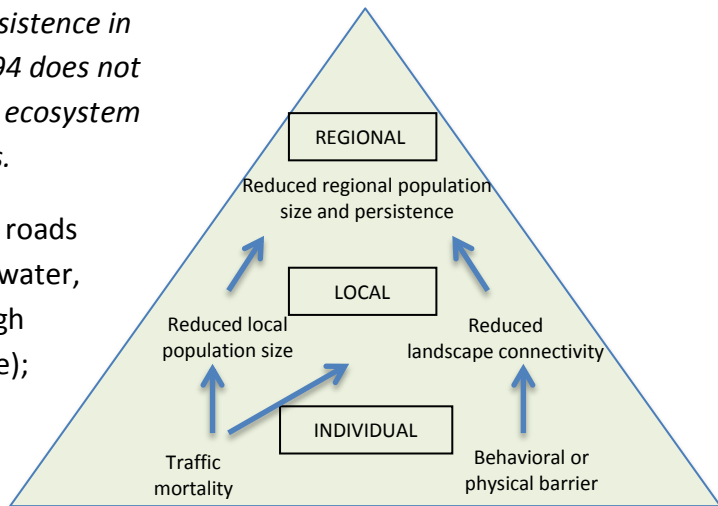 sistence in
94 does not
ecosystem
s.
roads
water,
gh
e);
REGIONAL
Reduced regional population
size and persistence
LOCAL
Reduced local
population size
Reduced
landscape connectivity
INDIVIDUAL
Traffic
mortality
Behavioral or
physical barrier